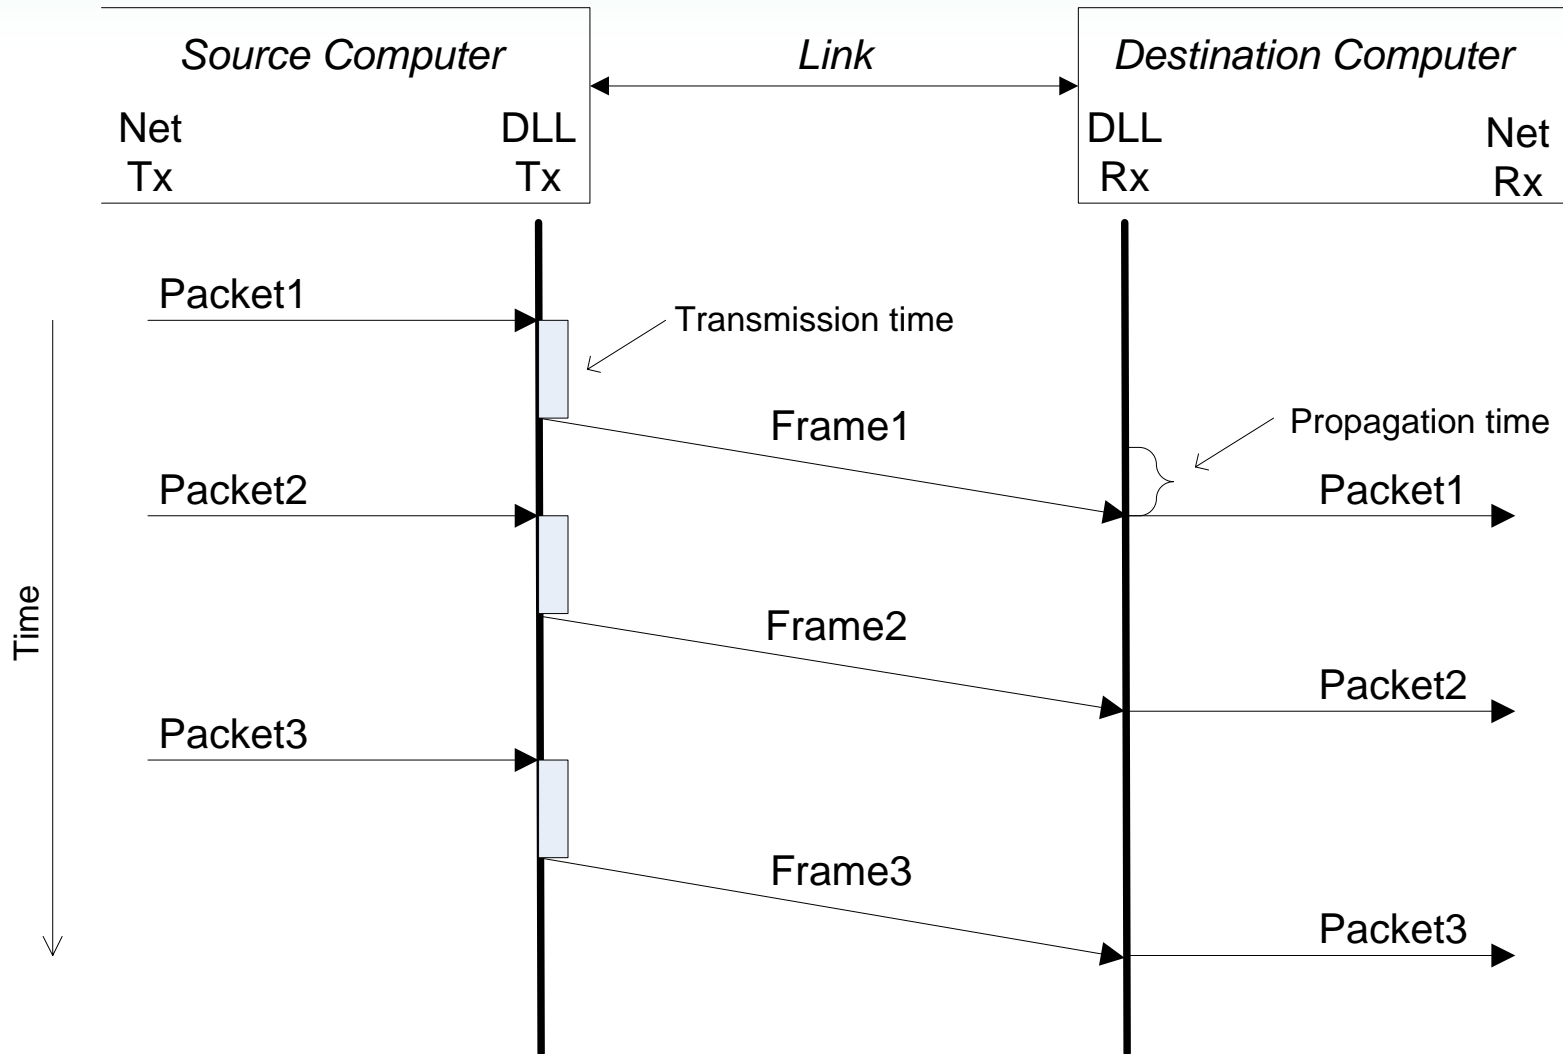 Source Computer
Link
Destination Computer
Net
Tx
DLL
Tx
DLL
Rx
Net
Rx
Packet1
Transmission time
Frame1
Propagation time
Packet2
Packet1
Time
Frame2
Packet2
Packet3
Frame3
Packet3